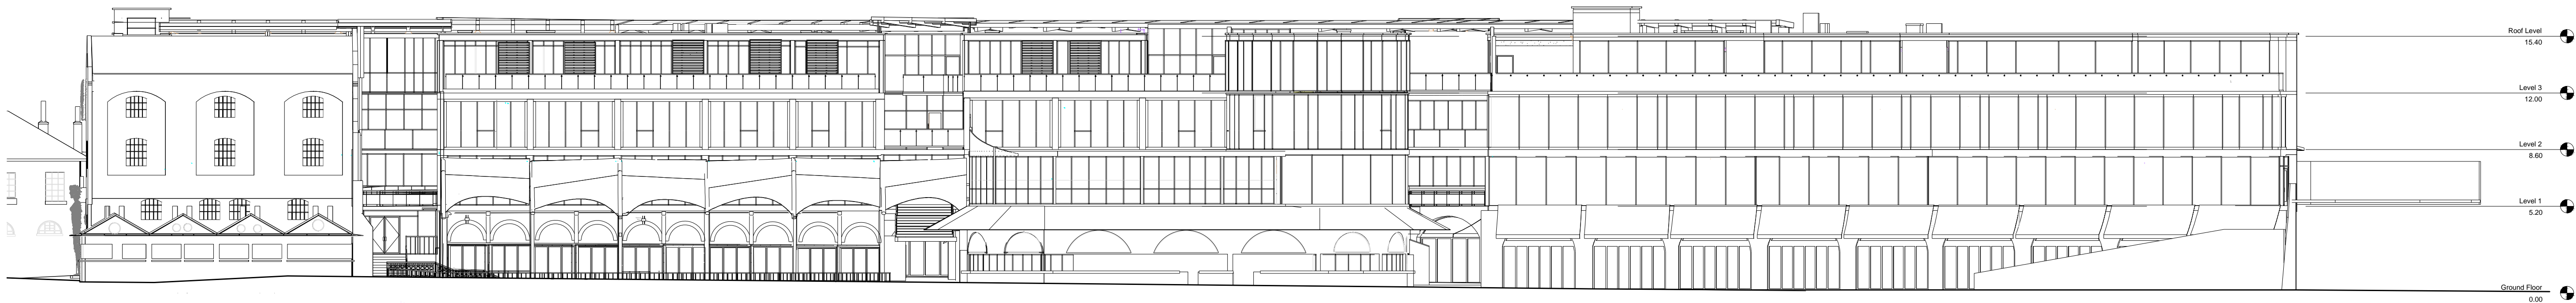 Roof Level
15.40
Level 3
12.00
Level 2
8.60
Level 1
5.20
Ground Floor
0.00